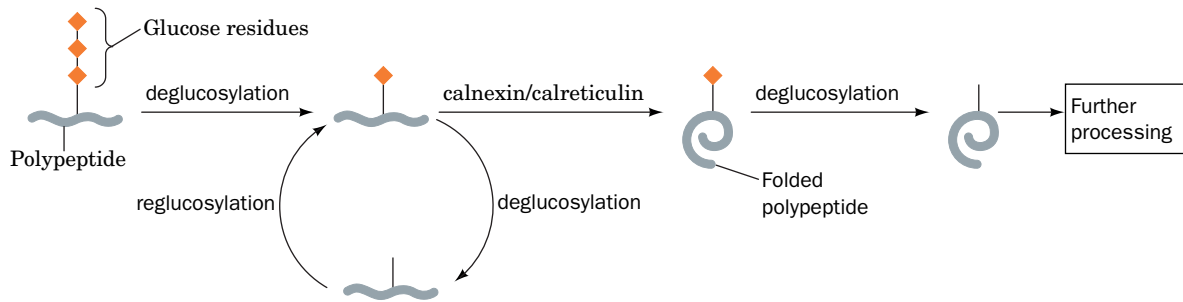 Glucose residues
deglucosylation
calnexin/calreticulin
deglucosylation
Further
processing
Polypeptide
Folded
polypeptide
reglucosylation
deglucosylation